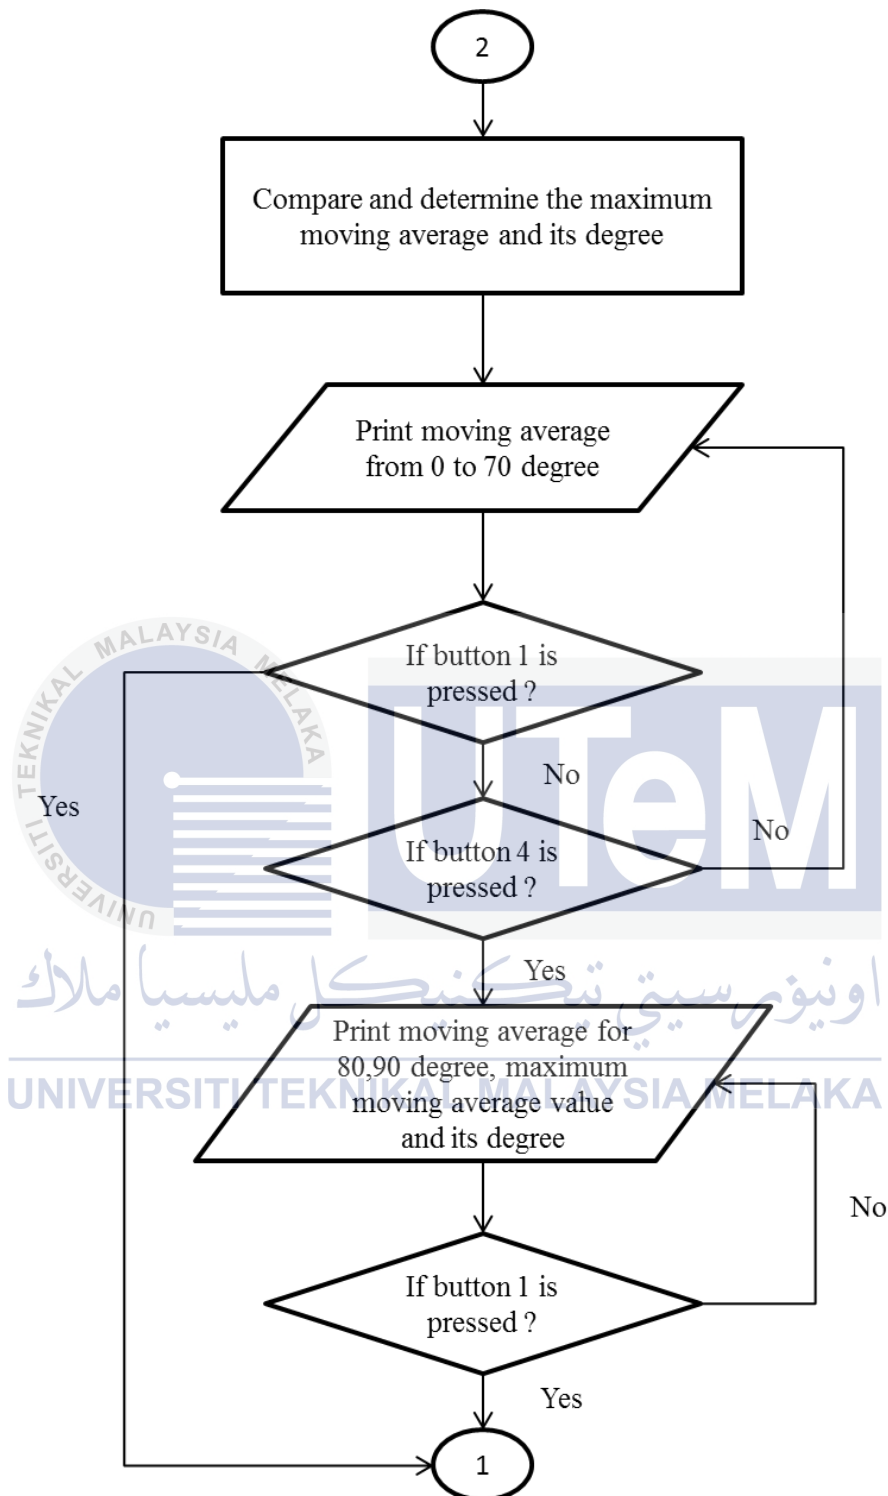 2
Compare and determine the maximum
moving average and its degree
Print moving average
from 0 to 70 degree
If button 1 is
pressed ?
No
Yes
If button 4 is
pressed ?
No
Yes
Print moving average for
80,90 degree, maximum
moving average value
and its degree
No
If button 1 is
pressed ?
Yes
1
UNIVERSITI TEKNIKAL MALAYSIA MELAKA
UTeM
اونيۏرسيتي تيكنيكل مليسيا ملاك
UNIVERSITI TEKNIKAL MALAYSIA MELAKA